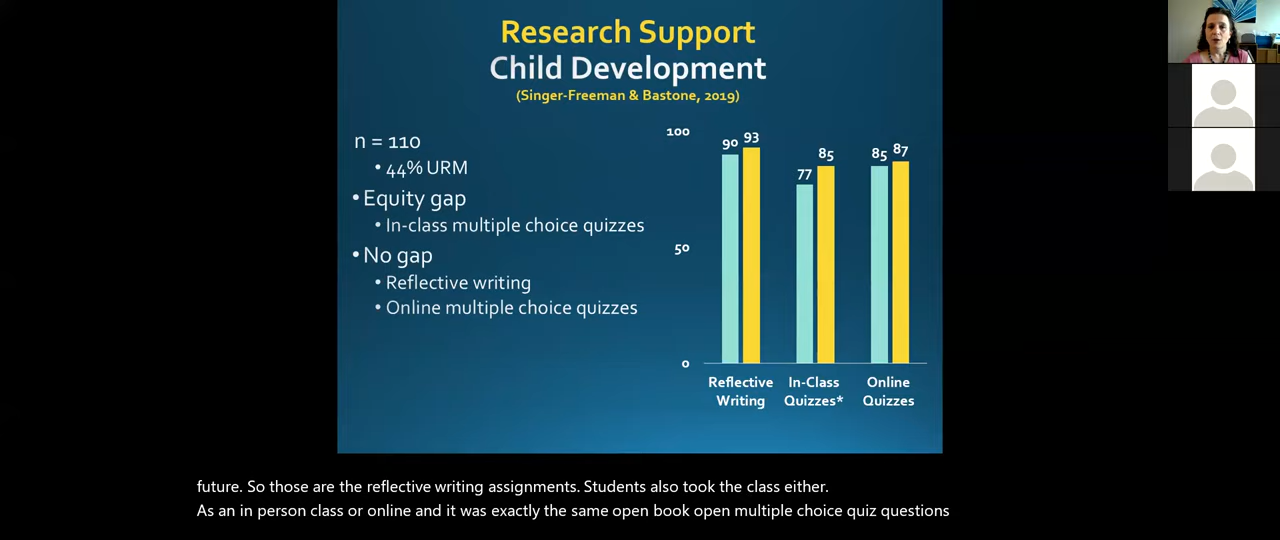 Research Support
Child Development
(Singer-Freeman & Bastone, 2019)
n = 110
• 44% URM
• Equity gap
• In-class multiple choice quizzes
• No gap
• Reflective writing
• Online multiple choice quizzes
100
50
0
90 93
77 85
85 87
Reflective
Writing
In-Class
Quizzes*
Online
Quizzes
future. So those are the reflective writing assignments. Students also took the class either.
As an in person class or online and it was exactly the same open book open multiple choice quiz questions